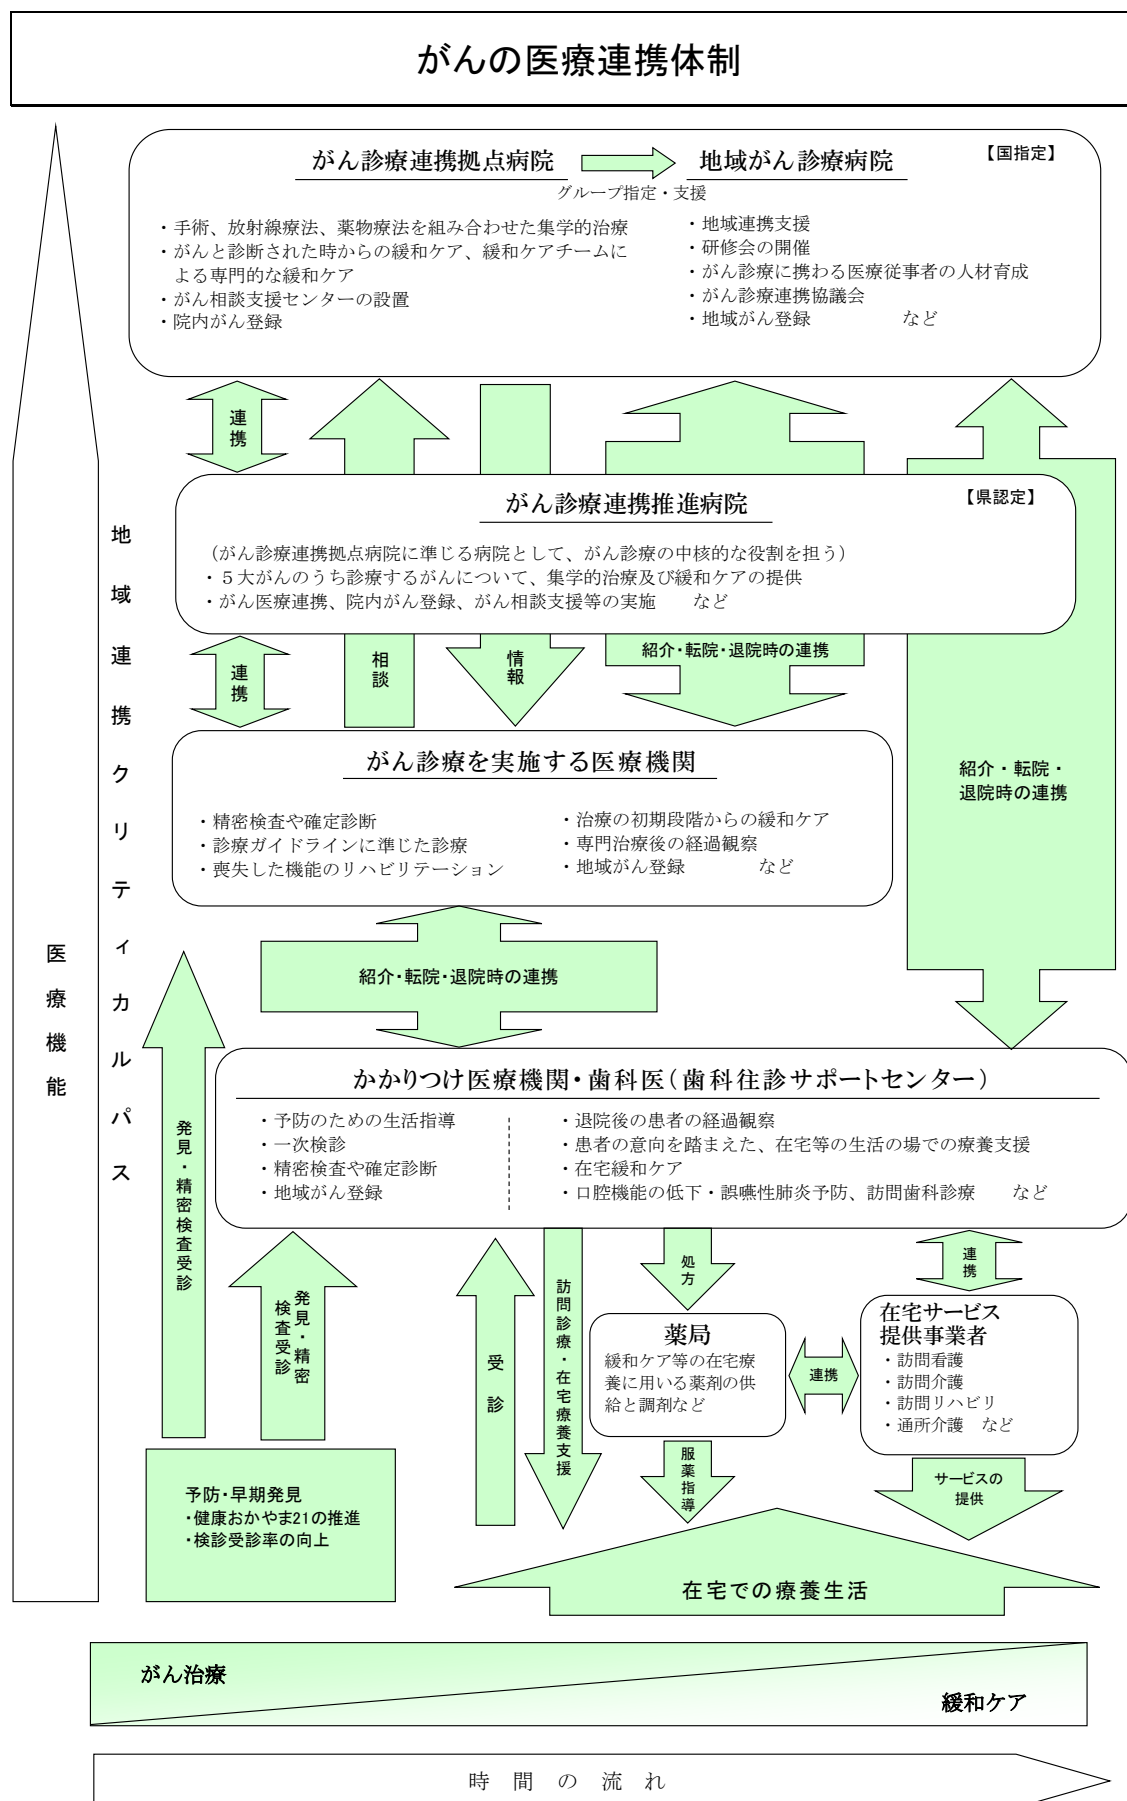 がんの医療連携体制
がん診療連携拠点病院
地域がん診療病院
【国指定】
グループ指定・支援
・手術、放射線療法、薬物療法を組み合わせた集学的治療
・がんと診断された時からの緩和ケア、緩和ケアチームに
よる専門的な緩和ケア
・がん相談支援センターの設置
・院内がん登録
・地域連携支援
・研修会の開催
・がん診療に携わる医療従事者の人材育成
・がん診療連携協議会
・地域がん登録 など
連携
がん診療連携推進病院
【県認定】
（がん診療連携拠点病院に準じる病院として、がん診療の中核的な役割を担う）
・５大がんのうち診療するがんについて、集学的治療及び緩和ケアの提供
・がん医療連携、院内がん登録、がん相談支援等の実施 など
連携
相談
情報
紹介・転院・退院時の連携
紹介・転院・
退院時の連携
がん診療を実施する医療機関
・精密検査や確定診断
・診療ガイドラインに準じた診療
・喪失した機能のリハビリテーション
・治療の初期段階からの緩和ケア
・専門治療後の経過観察
・地域がん登録 など
紹介・転院・退院時の連携
医療機能
地域連携クリティカルパス
かかりつけ医療機関・歯科医（歯科往診サポートセンター）
・予防のための生活指導
・一次検診
・精密検査や確定診断
・地域がん登録
・退院後の患者の経過観察
・患者の意向を踏まえた、在宅等の生活の場での療養支援
・在宅緩和ケア
・口腔機能の低下・誤嚥性肺炎予防、訪問歯科診療 など
発見・精密検査受診
発見・精密
検査受診
受診
訪問診療・在宅療養支援
処方
連携
薬局
緩和ケア等の在宅療
養に用いる薬剤の供
給と調剤など
連携
在宅サービス
提供事業者
・訪問看護
・訪問介護
・訪問リハビリ
・通所介護 など
服薬指導
サービスの
提供
予防・早期発見
・健康おかやま21の推進
・検診受診率の向上
在宅での療養生活
がん治療
緩和ケア
時間の流れ